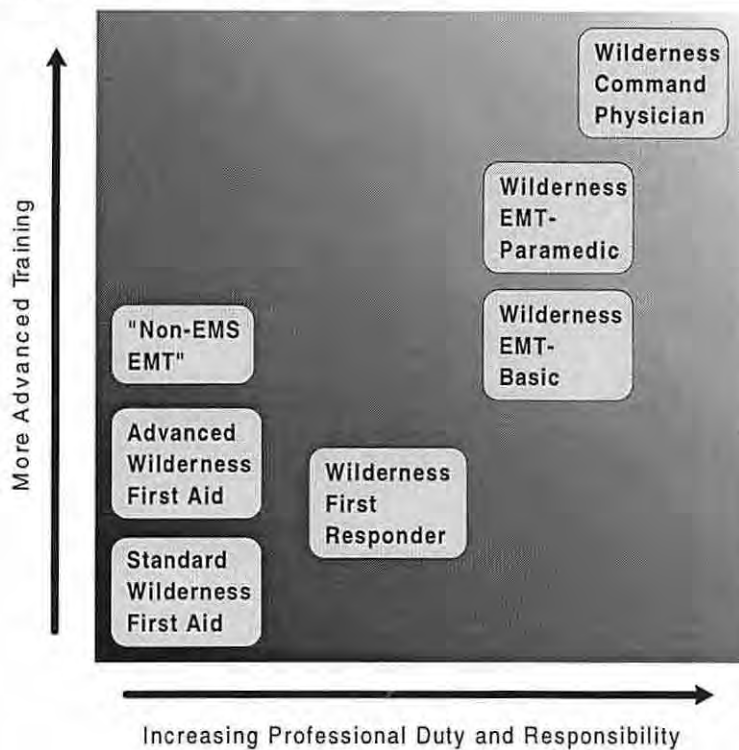 Wilderness
Command
Physician
Wilderness
EMT-
Paramedic
Wilderness
EMT-
Basic
"Non-EMS
EMT"
Advanced
Wilderness
First Aid
Wilderness
First
Responder
Standard
Wilderness
First Aid
More Advanced Training
Increasing Professional Duty and Responsibility